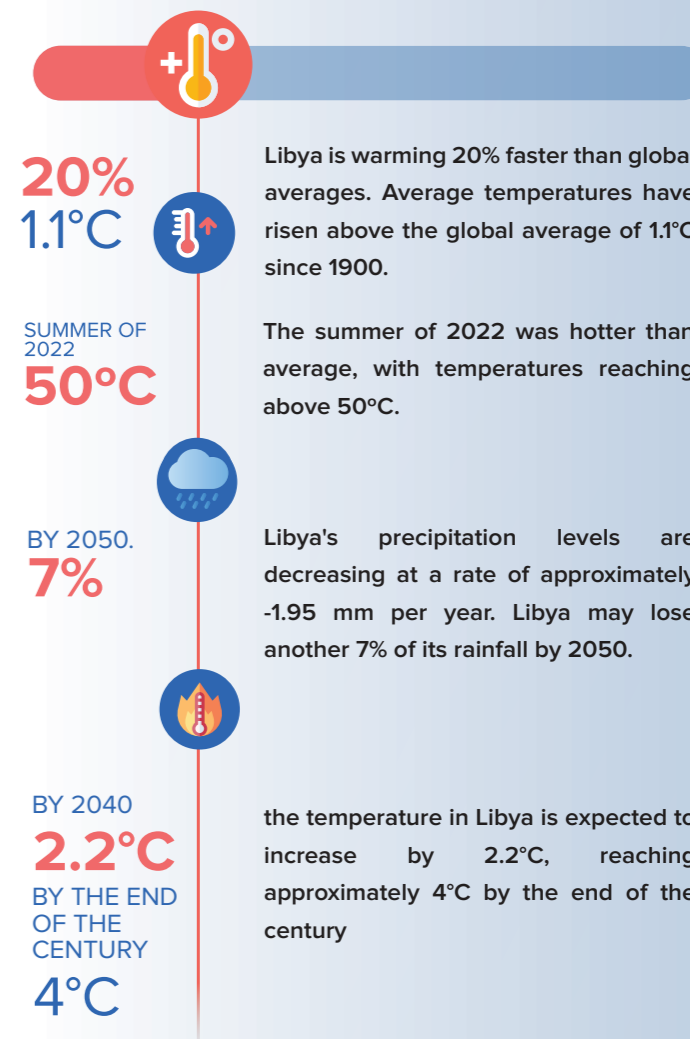 20%
1.1°C
Libya is warming 20% faster than global
averages. Average temperatures have
risen above the global average of 1.1°C
since 1900.
SUMMER OF
2022
50ºC
The summer of 2022 was hotter than
average, with temperatures reaching
above 50ºC.
BY 2050.
7%
Libya's precipitation levels are
decreasing at a rate of approximately
-1.95 mm per year. Libya may lose
another 7% of its rainfall by 2050.
BY 2040
2.2°C
BY THE END
OF THE
CENTURY
4°C
the temperature in Libya is expected to
increase by 2.2°C, reaching
approximately 4°C by the end of the
century